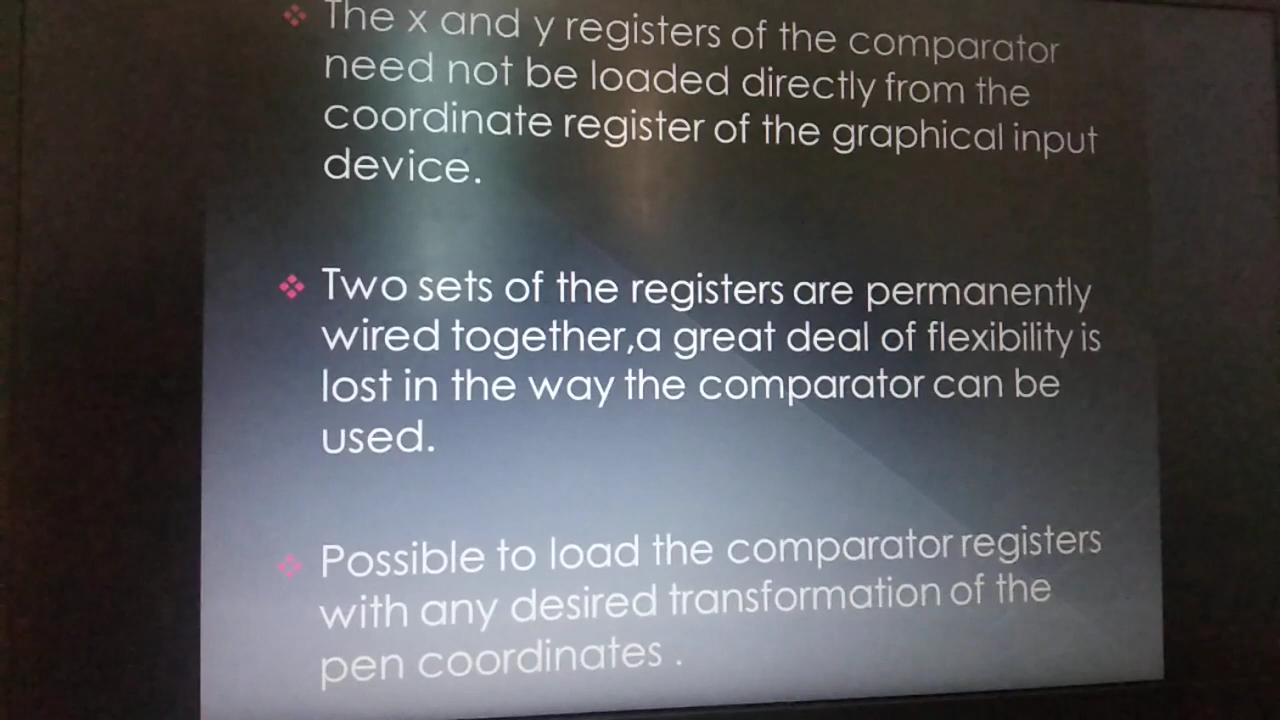 The x and y registers of the comparator
need not be loaded directly from the
coordinate register of the graphical input
device.
Two sets of the registers are permanently
wired together,a great deal of flexibility is
lost in the way the comparator can be
used.
Possible to load the comparator registers
with any desired transformation of the
pen coordinates .